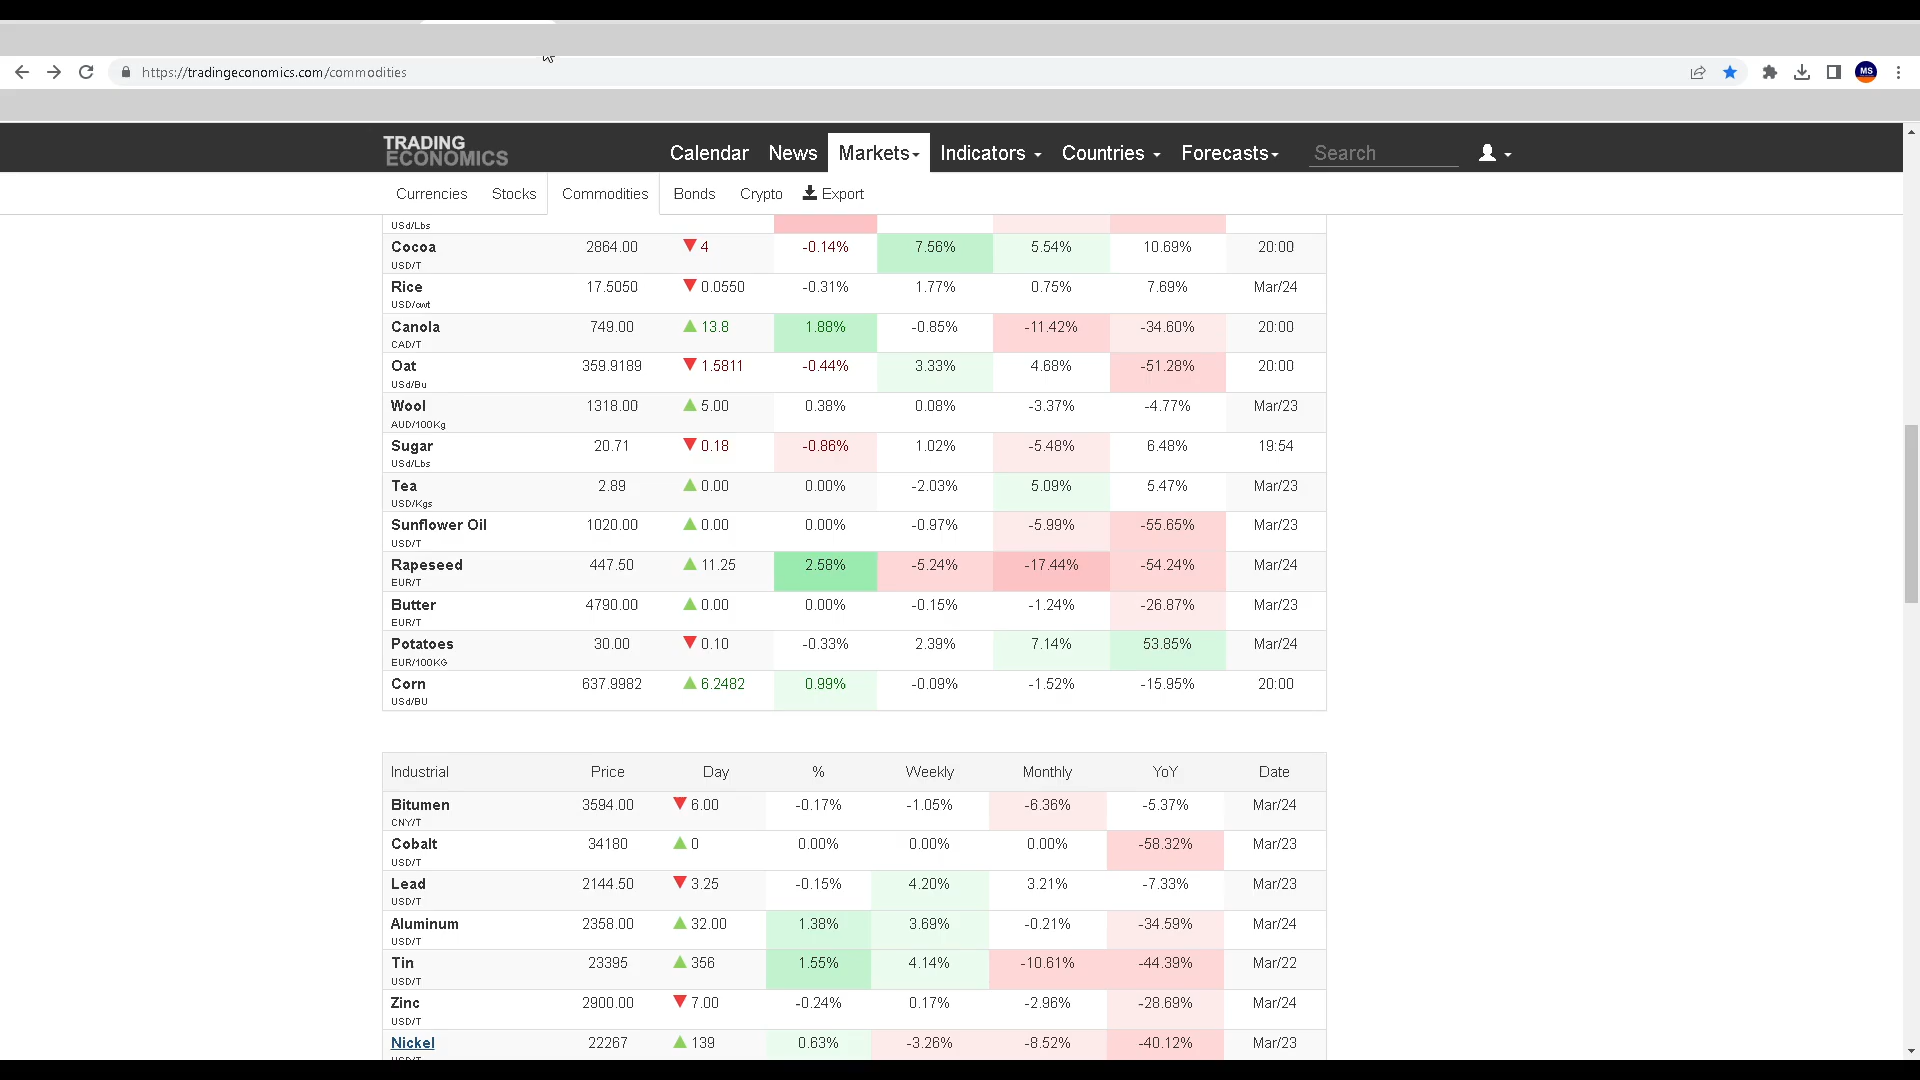 https://tradingeconomics.com/commodities
MS
TRADING ECONOMICS
Calendar News Markets Indicators Countries Forecasts Search
Currencies Stocks Commodities Bonds Crypto Export
USd/Lbs
Cocoa 2864.00 4 -0.14% 7.56% 5.54% 10.69% 20:00
USD/T
Rice 17.5050 0.0550 -0.31% 1.77% 0.75% 7.69% Mar/24
USD/cwt
Canola 749.00 13.8 1.88% -0.85% -11.42% -34.60% 20:00
CAD/T
Oat 359.9189 1.5811 -0.44% 3.33% 4.68% -51.28% 20:00
USd/Bu
Wool 1318.00 5.00 0.38% 0.08% -3.37% -4.77% Mar/23
AUD/100Kg
Sugar 20.71 0.18 -0.86% 1.02% -5.48% 6.48% 19:54
USd/Lbs
Tea 2.89 0.00 0.00% -2.03% 5.09% 5.47% Mar/23
USD/Kgs
Sunflower Oil 1020.00 0.00 0.00% -0.97% -5.99% -55.65% Mar/23
USD/T
Rapeseed 447.50 11.25 2.58% -5.24% -17.44% -54.24% Mar/24
EUR/T
Butter 4790.00 0.00 0.00% -0.15% -1.24% -26.87% Mar/23
EUR/T
Potatoes 30.00 0.10 -0.33% 2.39% 7.14% 53.85% Mar/24
EUR/100KG
Corn 637.9982 6.2482 0.99% -0.09% -1.52% -15.95% 20:00
USd/BU
Industrial Price Day % Weekly Monthly YoY Date
Bitumen 3594.00 6.00 -0.17% -1.05% -6.36% -5.37% Mar/24
CNY/T
Cobalt 34180 0 0.00% 0.00% 0.00% -58.32% Mar/23
USD/T
Lead 2144.50 3.25 -0.15% 4.20% 3.21% -7.33% Mar/23
USD/T
Aluminum 2358.00 32.00 1.38% 3.69% -0.21% -34.59% Mar/24
USD/T
Tin 23395 356 1.55% 4.14% -10.61% -44.39% Mar/22
USD/T
Zinc 2900.00 7.00 -0.24% 0.17% -2.96% -28.69% Mar/24
USD/T
Nickel 22267 139 0.63% -3.26% -8.52% -40.12% Mar/23